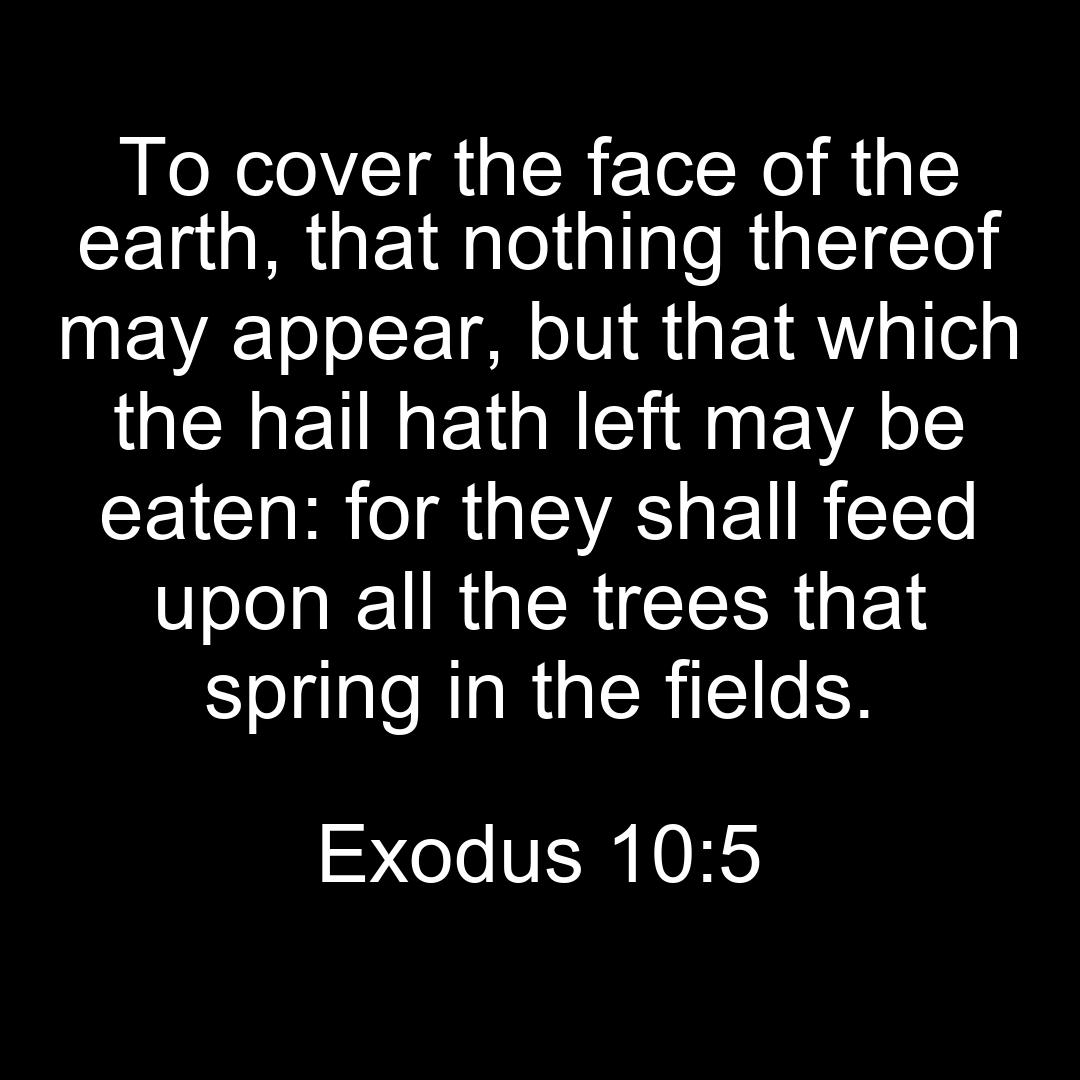 To cover the face of the
earth, that nothing thereof
may appear, but that which
the hail hath left may be
eaten: for they shall feed
upon all the trees that
spring in the fields.
Exodus 10:5